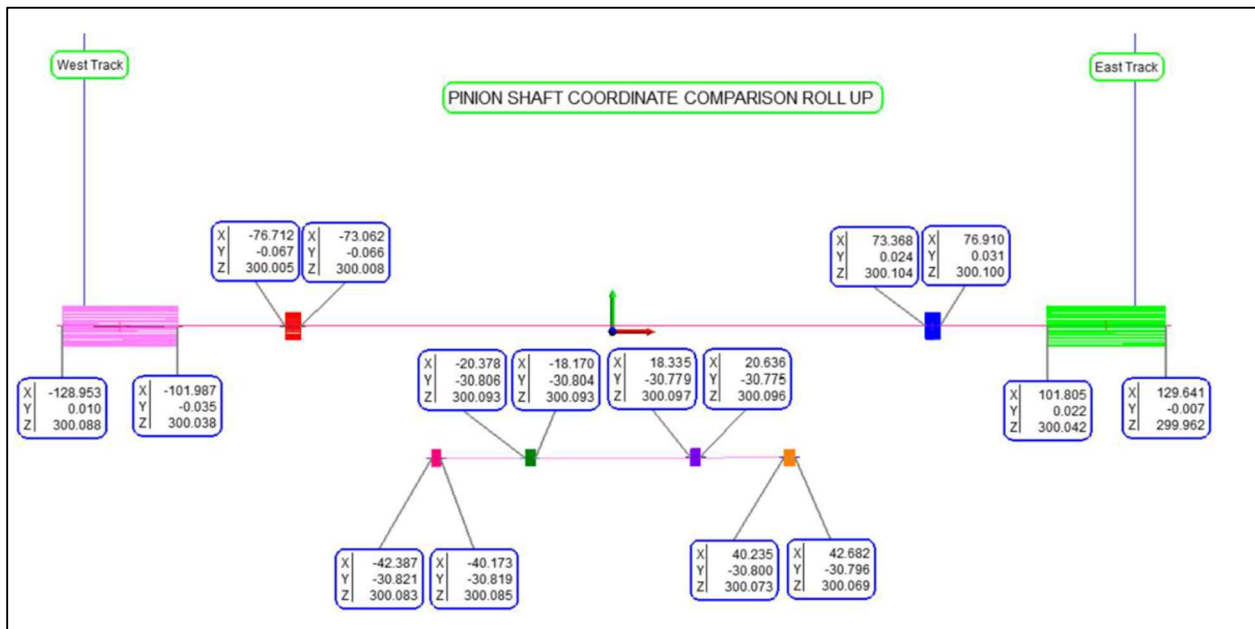 West Track
East Track
PINION SHAFT COORDINATE COMPARISON ROLL UP
X -76.712
Y -0.067
Z 300.005
X -73.062
Y -0.066
Z 300.008
X 73.368
Y 0.024
Z 300.104
X 76.910
Y 0.031
Z 300.100
X -128.953
Y 0.010
Z 300.088
X -101.987
Y -0.035
Z 300.038
X -20.378
Y -30.806
Z 300.093
X -18.170
Y -30.804
Z 300.093
X 18.335
Y -30.779
Z 300.097
X 20.636
Y -30.775
Z 300.096
X 101.805
Y 0.022
Z 300.042
X 129.641
Y -0.007
Z 299.962
X -42.387
Y -30.821
Z 300.083
X -40.173
Y -30.819
Z 300.085
X 40.235
Y -30.800
Z 300.073
X 42.682
Y -30.796
Z 300.069